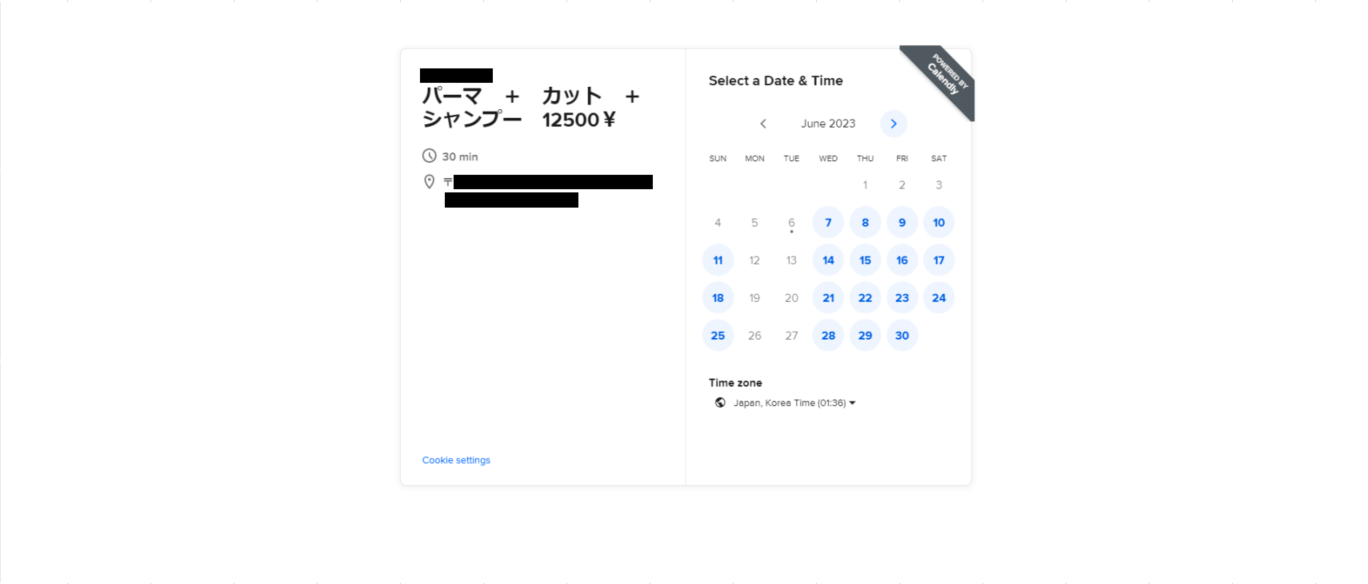 パーマ　+　カット　+
シャンプー　12500￥
30 min
〒
Cookie settings
POWERED BY
Calendly
Select a Date & Time
June 2023
SUN MON TUE WED THU FRI SAT
1 2 3
4 5 6 7 8 9 10
11 12 13 14 15 16 17
18 19 20 21 22 23 24
25 26 27 28 29 30
Time zone
Japan, Korea Time (01:36)